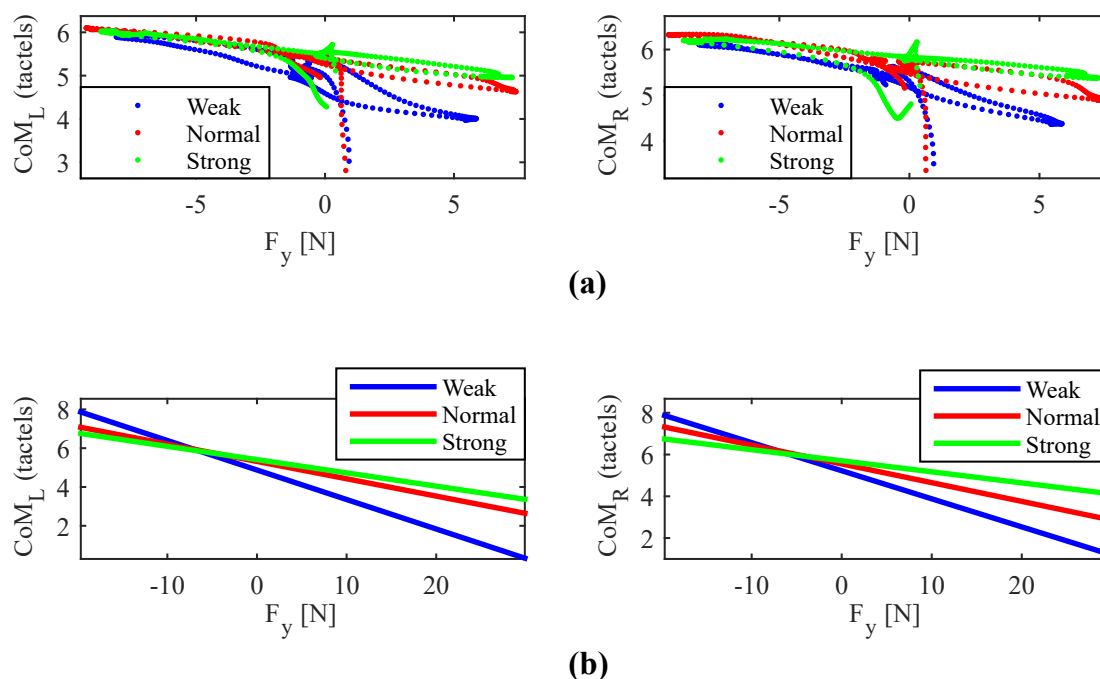 6
5
4
3
CoM_L (tactels)
Weak
Normal
Strong
-5 0 5
F_y [N]
6
5
4
CoM_R (tactels)
Weak
Normal
Strong
-5 0 5
F_y [N]
(a)
8
6
4
2
CoM_L (tactels)
Weak
Normal
Strong
-10 0 10 20
F_y [N]
8
6
4
2
CoM_R (tactels)
Weak
Normal
Strong
-10 0 10 20
F_y [N]
(b)